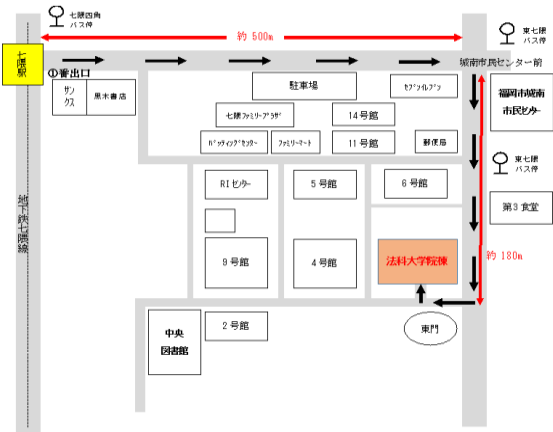 七隈四角
バス停
約 500m
東七隈
バス停
七隈駅
①番出口
城南市民センター前
サンクス
黒木書店
駐車場
セブンイレブン
福岡市城南
市民センター
七隈ファミリープラザ
14号館
バッティングセンター
ファミリーマート
11号館
郵便局
東七隈
バス停
RIセンター
5号館
6号館
第3食堂
地下鉄七隈線
9号館
4号館
法科大学院棟
約 180m
中央
図書館
2号館
東門